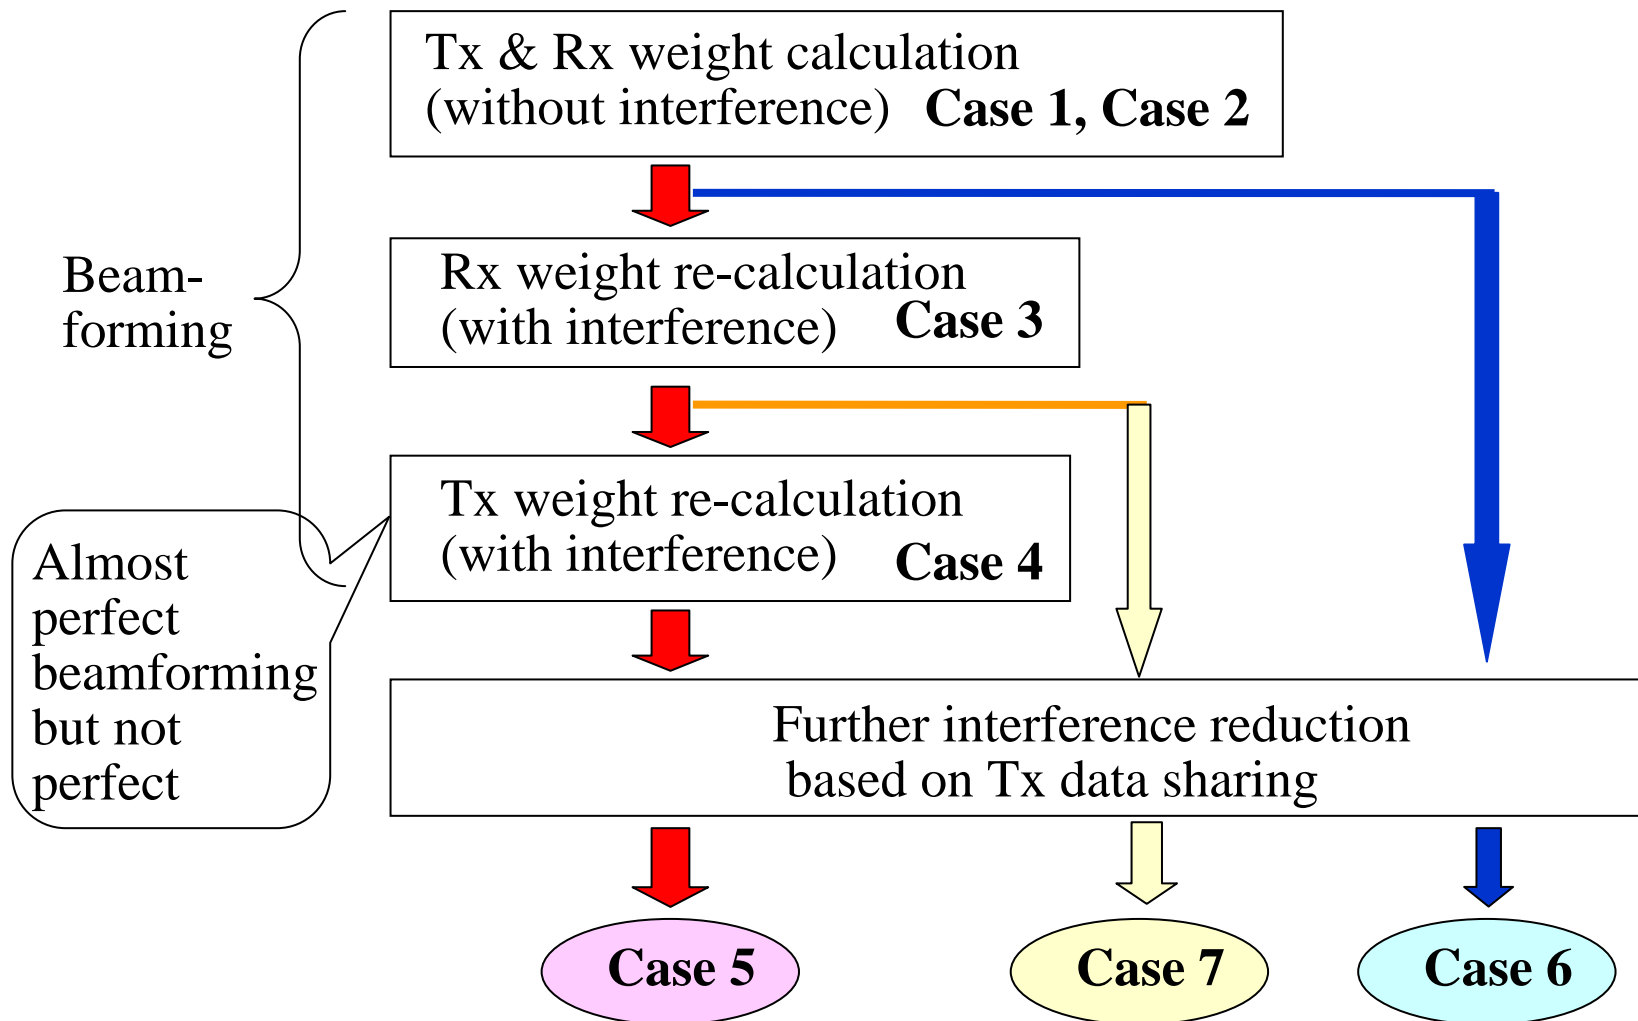 Tx & Rx weight calculation
(without interference) Case 1, Case 2
Beam-
forming
Rx weight re-calculation
(with interference) Case 3
Tx weight re-calculation
(with interference) Case 4
Almost
perfect
beamforming
but not
perfect
Further interference reduction
based on Tx data sharing
Case 5
Case 7
Case 6